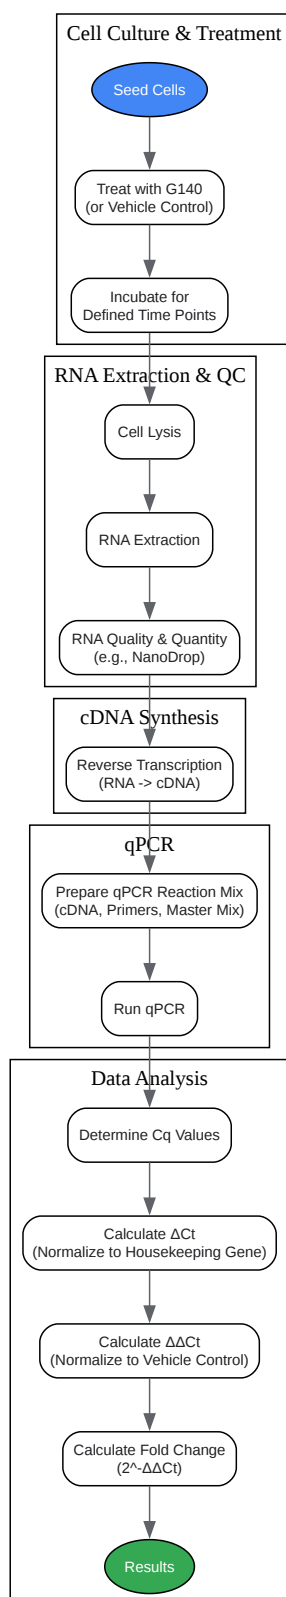 Cell Culture & Treatment
Seed Cells
Treat with G140
(or Vehicle Control)
Incubate for
Defined Time Points
RNA Extraction & QC
Cell Lysis
RNA Extraction
RNA Quality & Quantity
(e.g., NanoDrop)
cDNA Synthesis
Reverse Transcription
(RNA -> cDNA)
qPCR
Prepare qPCR Reaction Mix
(cDNA, Primers, Master Mix)
Run qPCR
Data Analysis
Determine Cq Values
Calculate ΔCt
(Normalize to Housekeeping Gene)
Calculate ΔΔCt
(Normalize to Vehicle Control)
Calculate Fold Change
(2^-ΔΔCt)
Results